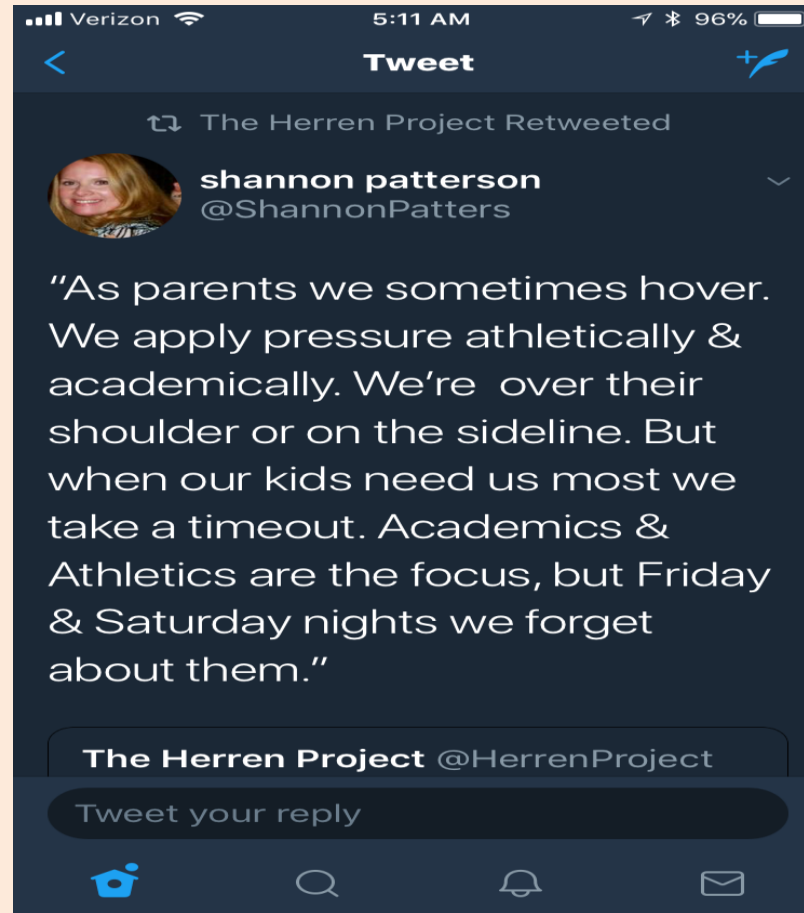 Verizon 5:11 AM 96%
Tweet
The Herren Project Retweeted
shannon patterson
@ShannonPatters
"As parents we sometimes hover.
We apply pressure athletically &
academically. We're  over their
shoulder or on the sideline. But
when our kids need us most we
take a timeout. Academics &
Athletics are the focus, but Friday
& Saturday nights we forget
about them."
The Herren Project @HerrenProject
Tweet your reply